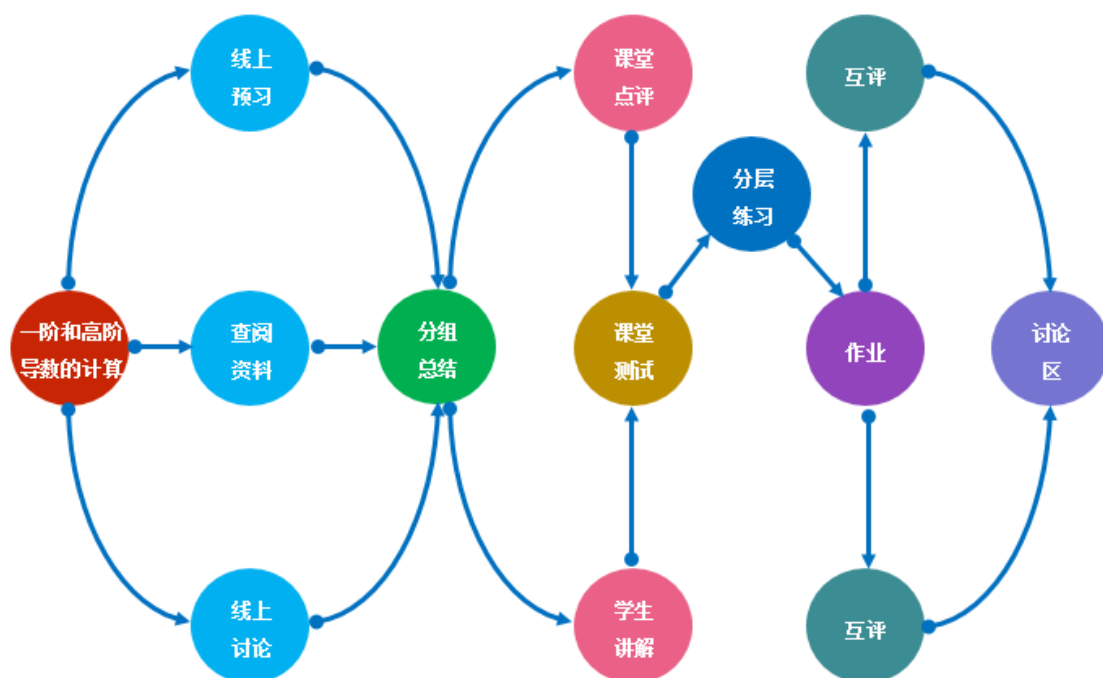 线上
预习
课堂
点评
互评
分层
练习
一阶和高阶
导数的计算
查阅
资料
分组
总结
课堂
测试
作业
讨论
区
线上
讨论
学生
讲解
互评